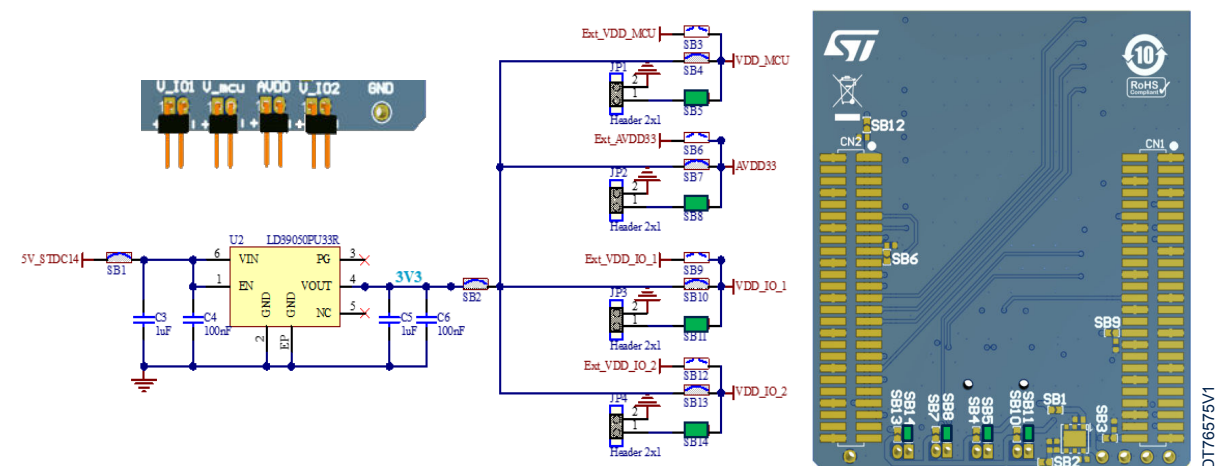 V_IO1 V_mcu AVDD V_IO2 GND
+ + + +
5V_STDC14
SB1
U2 LD39050PU33R
6 VIN PG 3
1 EN VOUT 4
GND GND NC 5
2 EP
C3
1uF
C4
100nF
3V3
C5
1uF
C6
100nF
SB2
Ext_VDD_MCU
SB3
VDD_MCU
SB4
JP1
2
1
SB5
Header 2x1
Ext_AVDD33
SB6
AVDD33
SB7
JP2
2
1
SB8
Header 2x1
Ext_VDD_IO_1
SB9
VDD_IO_1
SB10
JP3
2
1
SB11
Header 2x1
Ext_VDD_IO_2
SB12
VDD_IO_2
SB13
JP4
2
1
SB14
Header 2x1
ST
10
RoHS
Compliant
SB12
CN2
CN1
SB6
SB9
SB13
SB7
SB8
SB4
SB5
SB10
SB11
SB1
SB3
SB2
DT76575V1